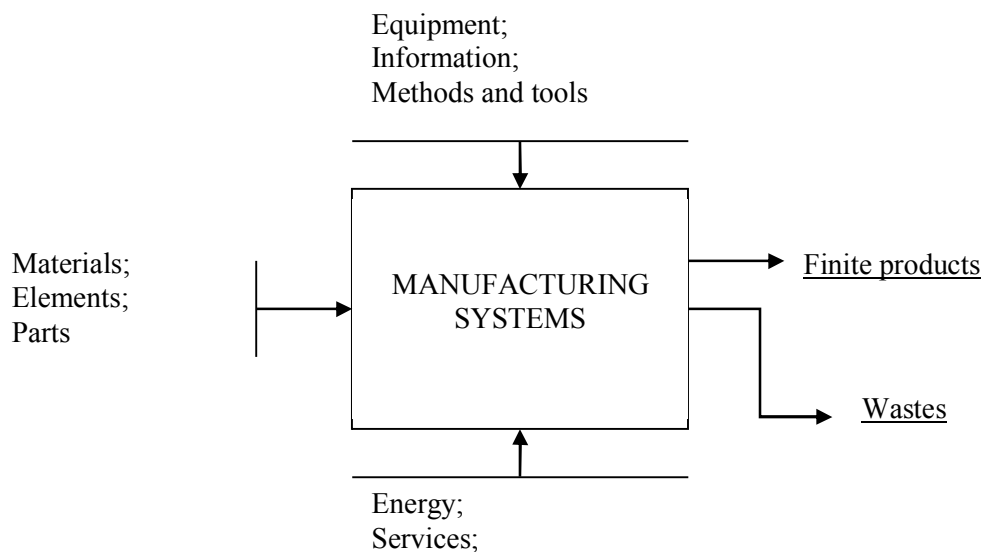 Equipment;
Information;
Methods and tools
Materials;
Elements;
Parts
MANUFACTURING
SYSTEMS
Finite products
Wastes
Energy;
Services;